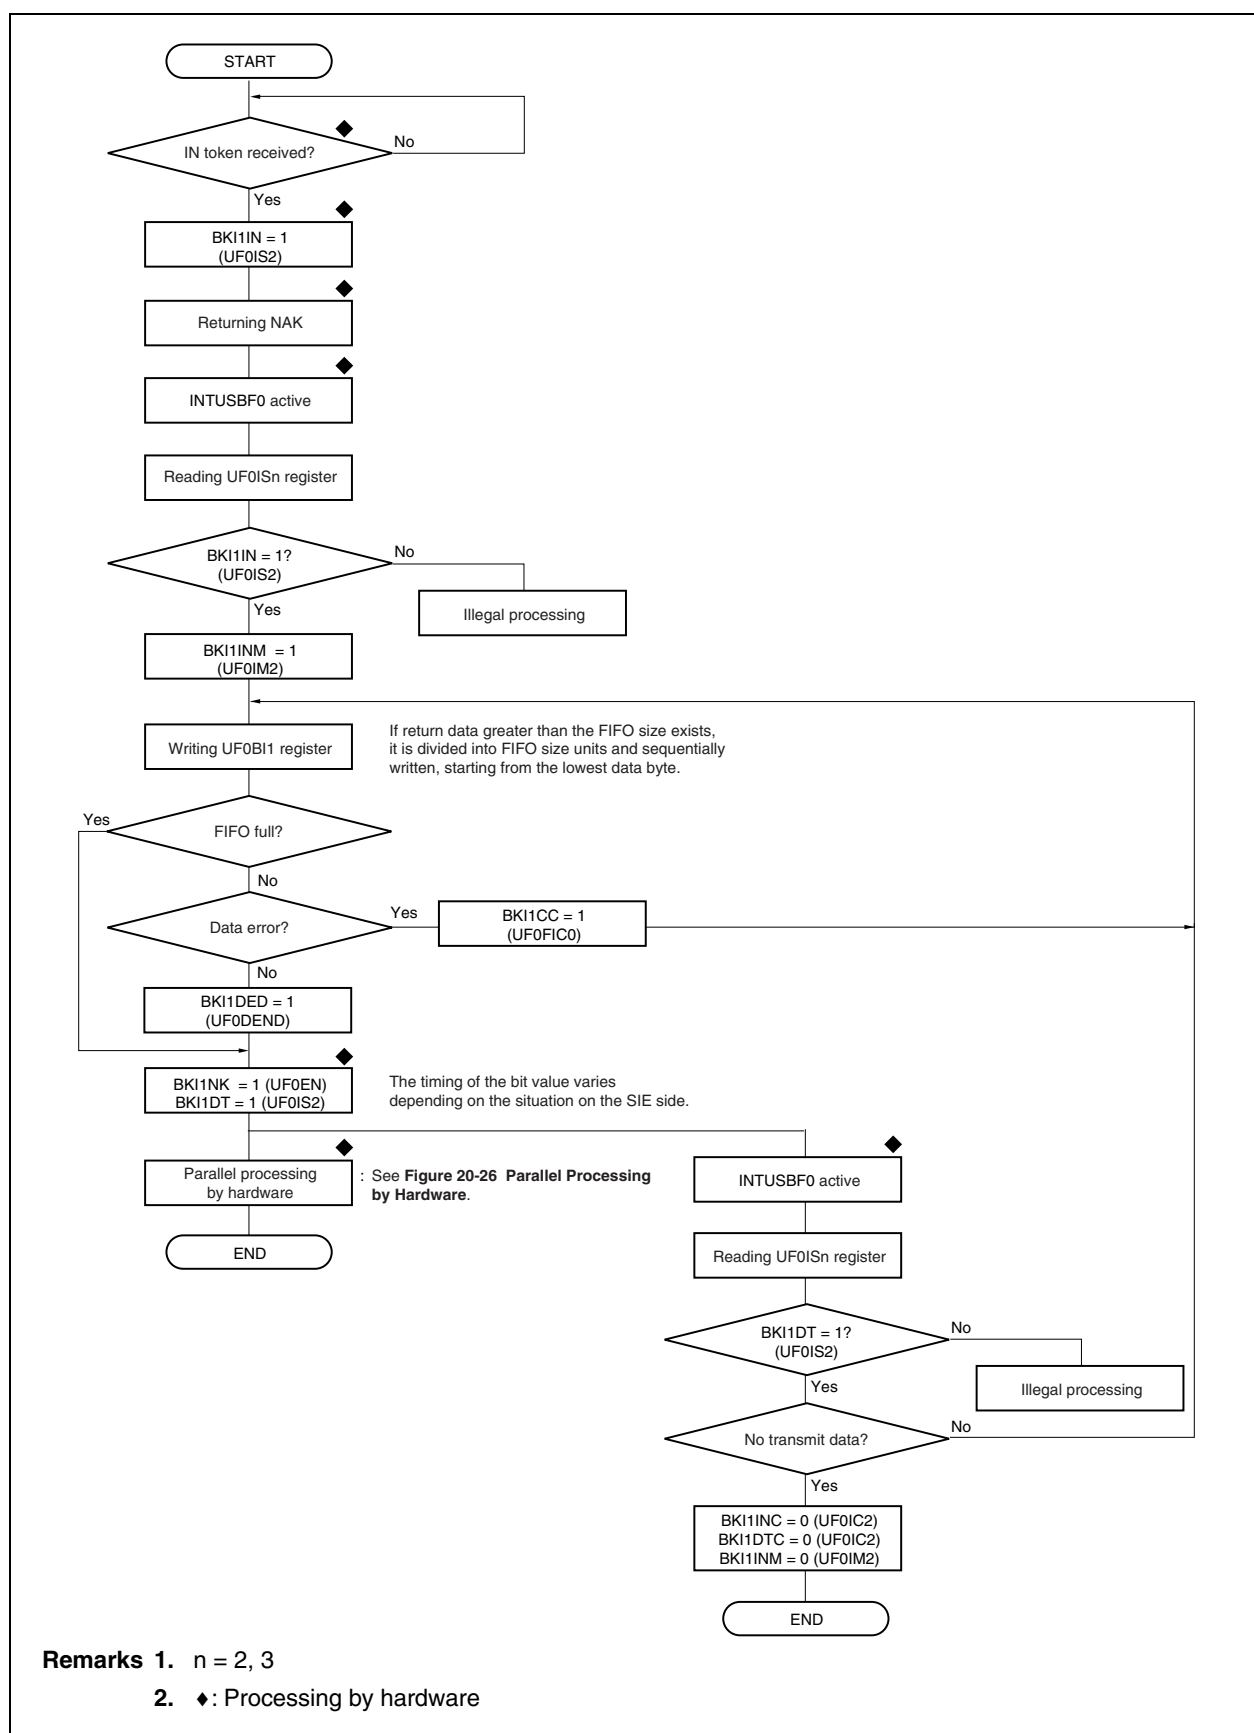 START
IN token received?
No
Yes
BKI1IN = 1
(UF0IS2)
Returning NAK
INTUSBF0 active
Reading UF0ISn register
BKI1IN = 1?
(UF0IS2)
No
Illegal processing
Yes
BKI1INM = 1
(UF0IM2)
Writing UF0BI1 register
If return data greater than the FIFO size exists,
it is divided into FIFO size units and sequentially
written, starting from the lowest data byte.
Yes
FIFO full?
No
Data error?
Yes
BKI1CC = 1
(UF0FIC0)
No
BKI1DED = 1
(UF0DEND)
BKI1NK = 1 (UF0EN)
BKI1DT = 1 (UF0IS2)
The timing of the bit value varies
depending on the situation on the SIE side.
Parallel processing
by hardware
: See Figure 20-26 Parallel Processing
by Hardware.
END
INTUSBF0 active
Reading UF0ISn register
BKI1DT = 1?
(UF0IS2)
No
Illegal processing
Yes
No transmit data?
No
Yes
BKI1INC = 0 (UF0IC2)
BKI1DTC = 0 (UF0IC2)
BKI1INM = 0 (UF0IM2)
END
Remarks 1. n = 2, 3
2. ♦: Processing by hardware